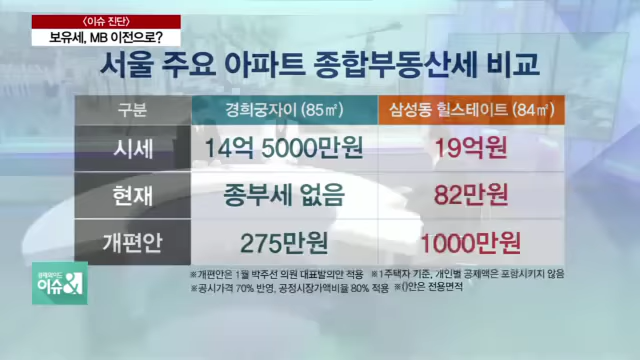 <이슈 진단>
보유세, MB 이전으로?
서울 주요 아파트 종합부동산세 비교
구분 경희궁자이 (85㎡) 삼성동 힐스테이트 (84㎡)
시세 14억 5000만원 19억원
현재 종부세 없음 82만원
개편안 275만원 1000만원
※개편안은 1월 박주선 의원 대표발의안 적용 ※1주택자 기준, 개인별 공제액은 포함시키지 않음
※공시가격 70% 반영, 공정시장가액비율 80% 적용 ※()안은 전용면적
경제와이드
이슈&